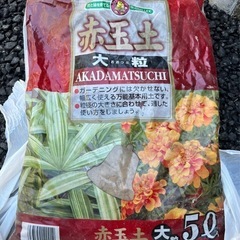 赤玉土
大粒
AKADAMATSUCHI
●ガーデニングには欠かせない、
幅広く使える万能基本用土です。
●粒径の大きさに合わせて、適した
使い方をしましょう。
赤玉土 大粒 5ℓ